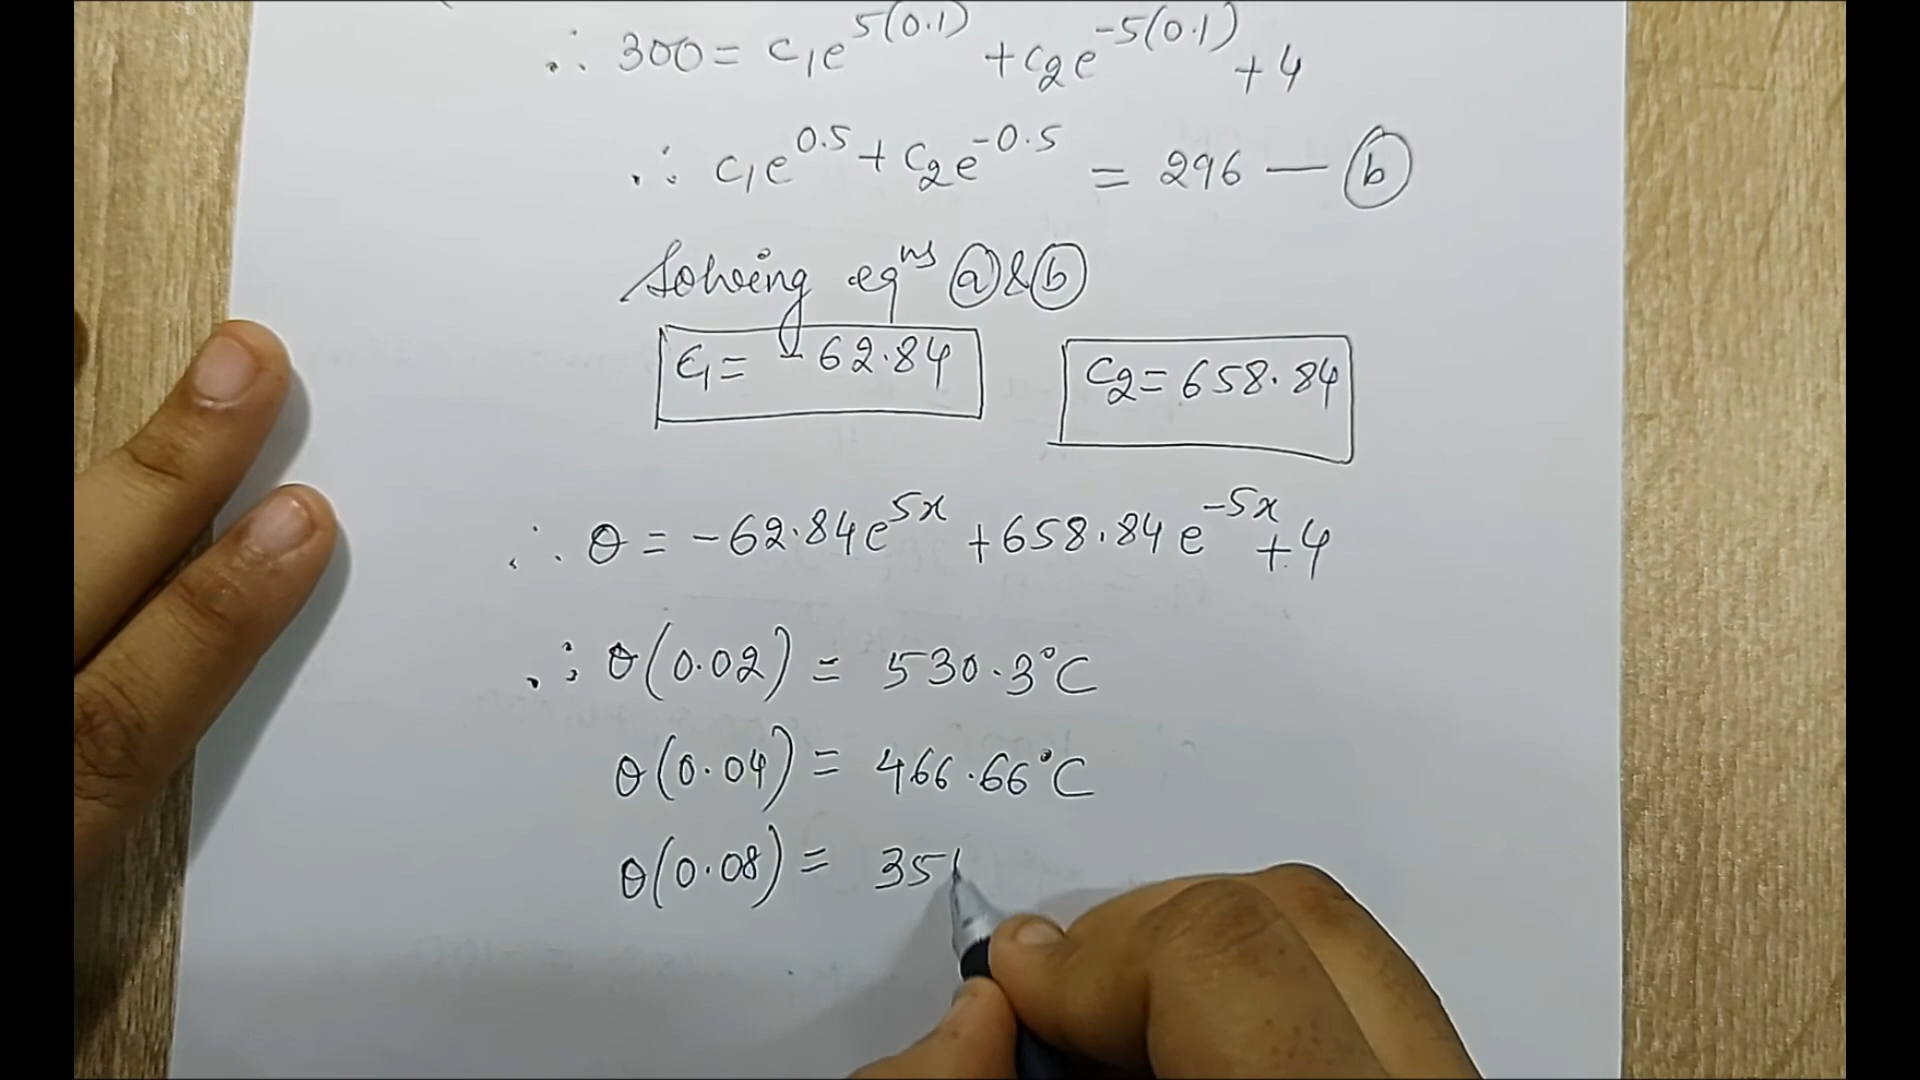 ∴ 300 = c₁e^5(0.1) + c₂e^-5(0.1) + 4
∴ c₁e^0.5 + c₂e^-0.5 = 296 — (b)
Solving eqⁿˢ (a) & (b)
c₁ = -62.84 c₂ = 658.84
∴ θ = -62.84e^5x + 658.84 e^-5x + 4
∴ θ(0.02) = 530.3°C
θ(0.04) = 466.66°C
θ(0.08) = 351